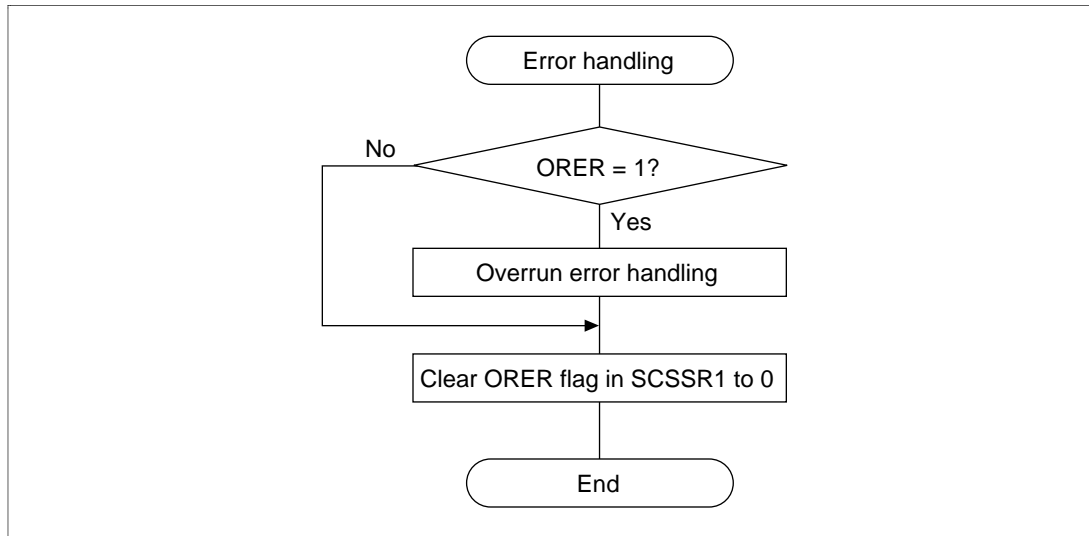 Error handling
No
ORER = 1?
Yes
Overrun error handling
Clear ORER flag in SCSSR1 to 0
End